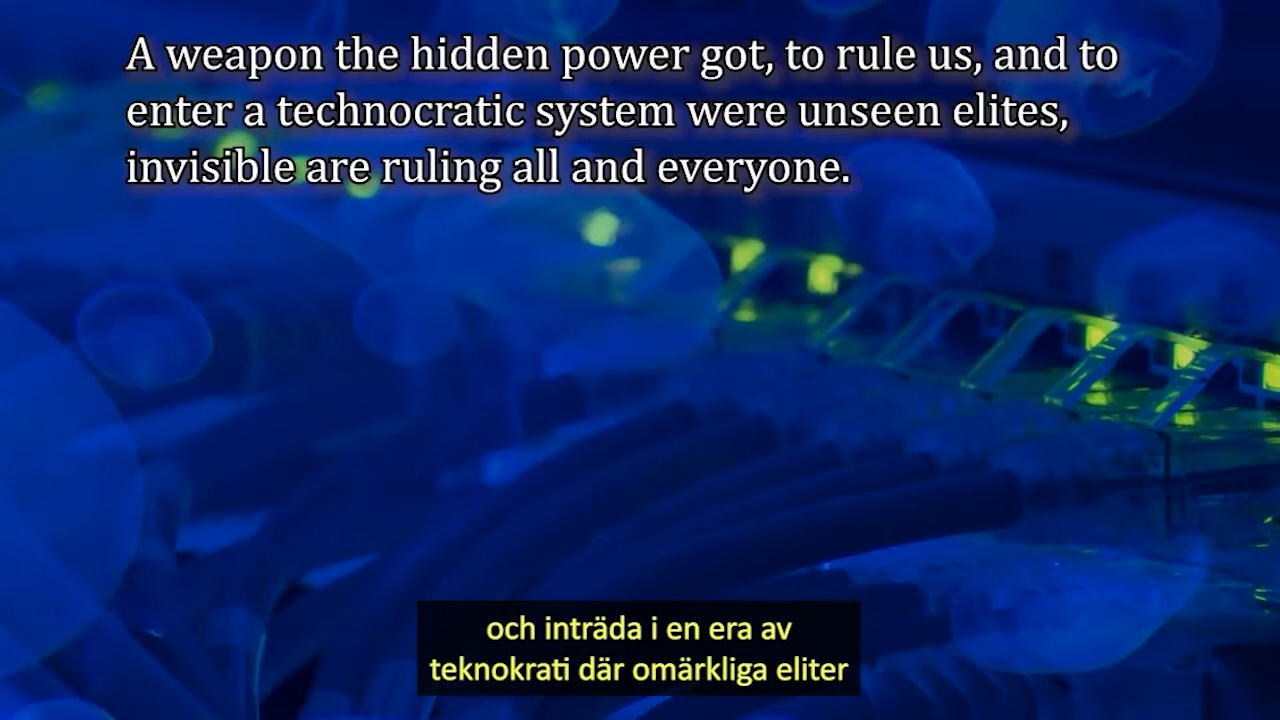 A weapon the hidden power got, to rule us, and to
enter a technocratic system were unseen elites,
invisible are ruling all and everyone.
och inträda i en era av
teknokrati där omärkliga eliter